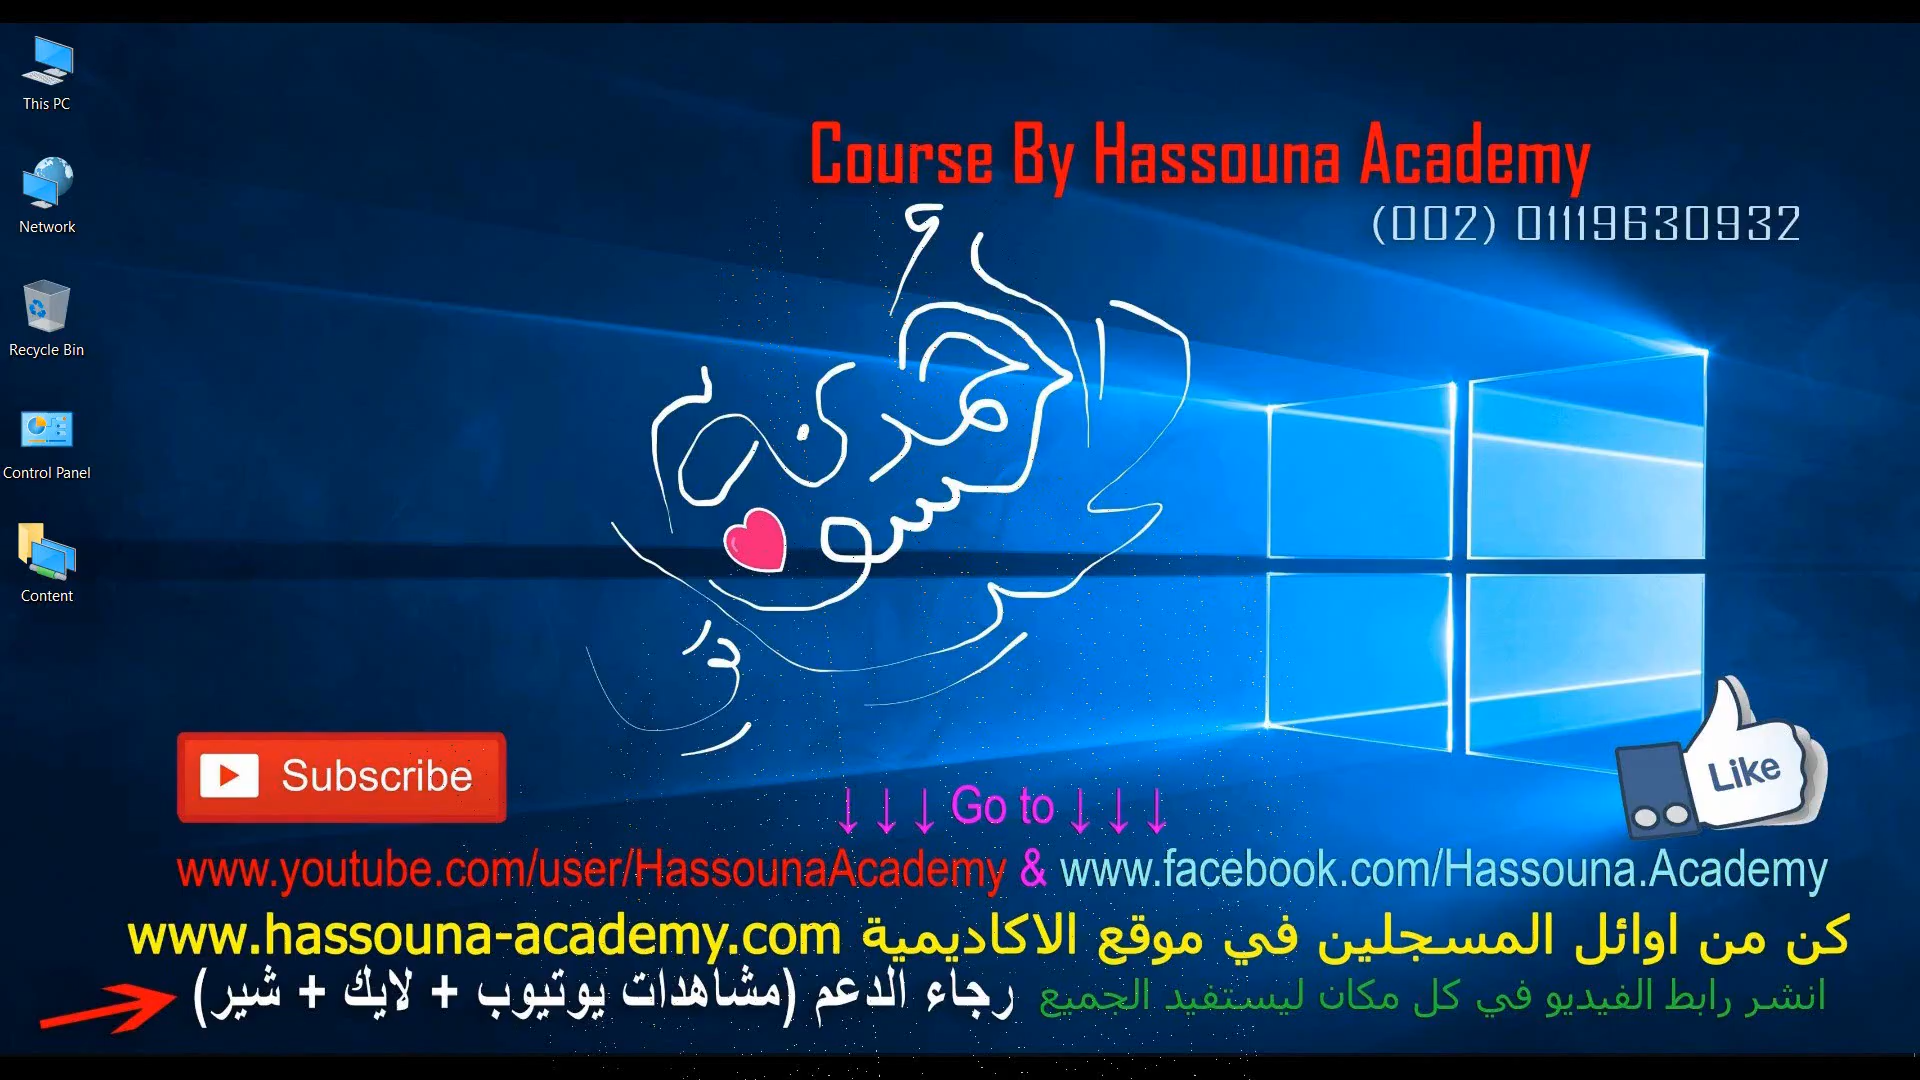 This PC
Network
Recycle Bin
Control Panel
Content
Course By Hassouna Academy
(002) 01119630932
Subscribe
Like
↓ ↓ ↓ Go to ↓ ↓ ↓
www.youtube.com/user/HassounaAcademy & www.facebook.com/Hassouna.Academy
كن من اوائل المسجلين في موقع الاكاديمية www.hassouna-academy.com
انشر رابط الفيديو في كل مكان ليستفيد الجميع رجاء الدعم (مشاهدات يوتيوب + لايك + شير)